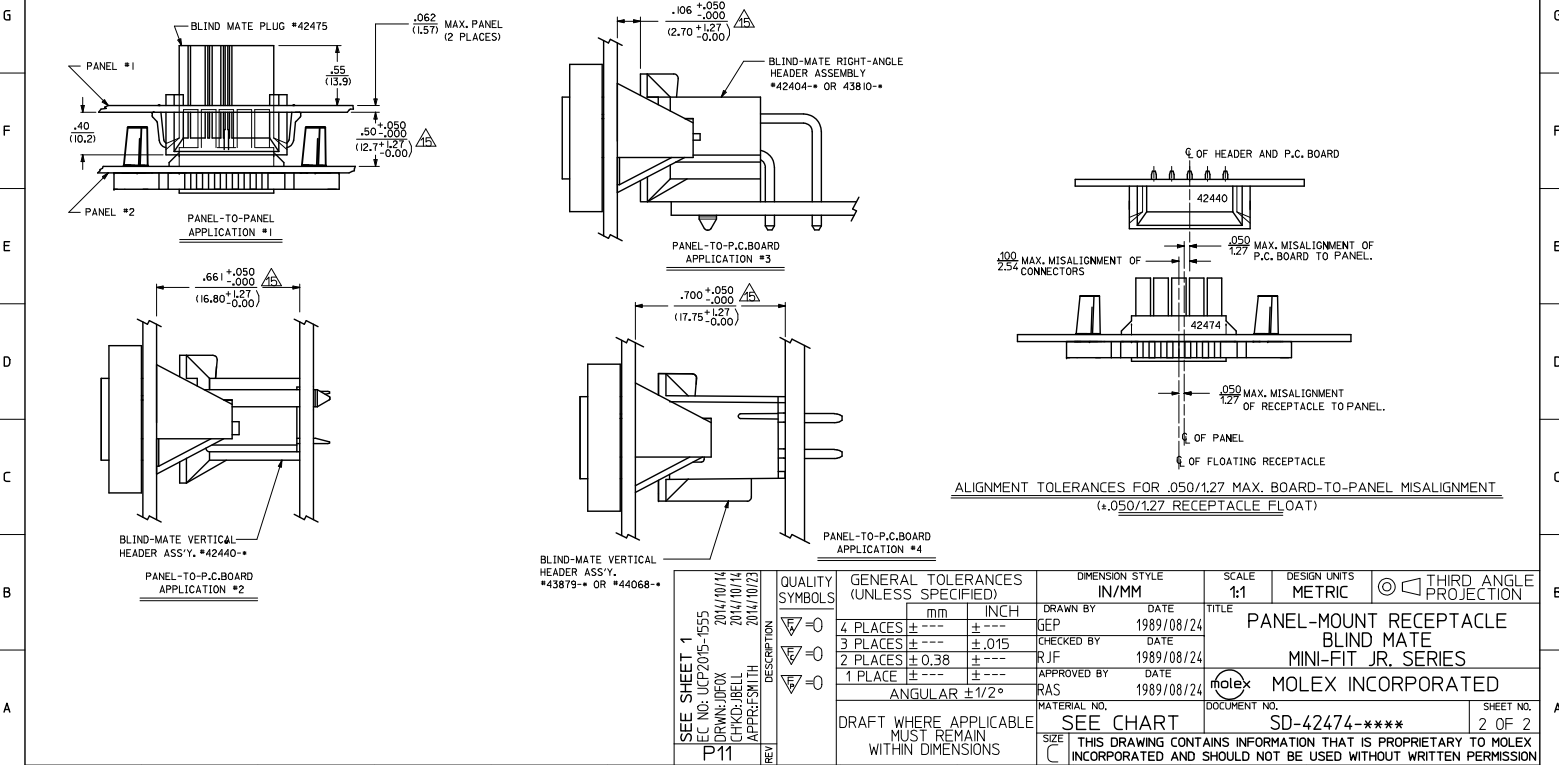 G
F
E
D
C
B
A
BLIND MATE PLUG *42475
.062
(1.57)
MAX. PANEL
(2 PLACES)
PANEL *1
.55
(13.9)
.40
(10.2)
.50 +.050 -.000
(12.7 +1.27 -0.00)
15
PANEL *2
PANEL-TO-PANEL
APPLICATION *1
.106 +.050 -.000
(2.70 +1.27 -0.00)
15
BLIND-MATE RIGHT-ANGLE
HEADER ASSEMBLY
*42404-* OR 43810-*
PANEL-TO-P.C.BOARD
APPLICATION *3
℄ OF HEADER AND P.C. BOARD
42440
.050
1.27
MAX. MISALIGNMENT OF
P.C. BOARD TO PANEL.
.100
2.54
MAX. MISALIGNMENT OF
CONNECTORS
42474
.050
1.27
MAX. MISALIGNMENT
OF RECEPTACLE TO PANEL.
℄ OF PANEL
℄ OF FLOATING RECEPTACLE
ALIGNMENT TOLERANCES FOR .050/1.27 MAX. BOARD-TO-PANEL MISALIGNMENT
(±.050/1.27 RECEPTACLE FLOAT)
.661 +.050 -.000
(16.80 +1.27 -0.00)
15
BLIND-MATE VERTICAL
HEADER ASS'Y. *42440-*
PANEL-TO-P.C.BOARD
APPLICATION *2
.700 +.050 -.000
(17.75 +1.27 -0.00)
15
BLIND-MATE VERTICAL
HEADER ASS'Y.
*43879-* OR *44068-*
PANEL-TO-P.C.BOARD
APPLICATION *4
SEE SHEET 1
EC NO: UCP2015-1555
DRWN:JDFOX 2014/10/14
CH'KD:JBELL 2014/10/14
APPR:FSMITH 2014/10/23
P11
DESCRIPTION
REV
QUALITY
SYMBOLS
=0
=0
=0
GENERAL TOLERANCES
(UNLESS SPECIFIED)
mm INCH
4 PLACES ±--- ±---
3 PLACES ±--- ±.015
2 PLACES ±0.38 ±---
1 PLACE ±--- ±---
ANGULAR ±1/2°
DRAFT WHERE APPLICABLE
MUST REMAIN
WITHIN DIMENSIONS
DIMENSION STYLE
IN/MM
SCALE
1:1
DESIGN UNITS
METRIC
THIRD ANGLE
PROJECTION
DRAWN BY DATE
GEP 1989/08/24
CHECKED BY DATE
RJF 1989/08/24
APPROVED BY DATE
RAS 1989/08/24
TITLE
PANEL-MOUNT RECEPTACLE
BLIND MATE
MINI-FIT JR. SERIES
molex MOLEX INCORPORATED
MATERIAL NO.
SEE CHART
DOCUMENT NO.
SD-42474-****
SHEET NO.
2 OF 2
SIZE
C
THIS DRAWING CONTAINS INFORMATION THAT IS PROPRIETARY TO MOLEX
INCORPORATED AND SHOULD NOT BE USED WITHOUT WRITTEN PERMISSION
G
F
E
D
C
B
A